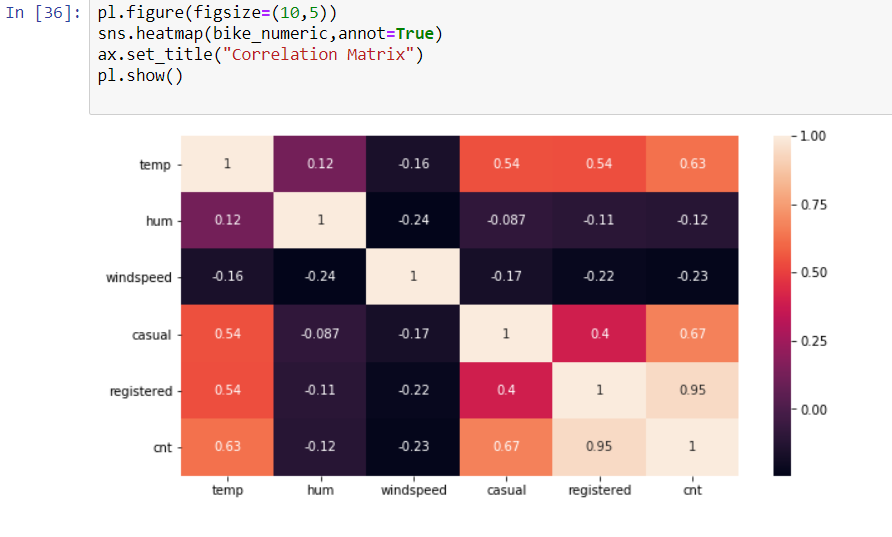 In [36]: pl.figure(figsize=(10,5))
sns.heatmap(bike_numeric,annot=True)
ax.set_title("Correlation Matrix")
pl.show()
1.00
temp 1 0.12 -0.16 0.54 0.54 0.63
0.75
hum 0.12 1 -0.24 -0.087 -0.11 -0.12
0.50
windspeed -0.16 -0.24 1 -0.17 -0.22 -0.23
casual 0.54 -0.087 -0.17 1 0.4 0.67
0.25
registered 0.54 -0.11 -0.22 0.4 1 0.95
0.00
cnt 0.63 -0.12 -0.23 0.67 0.95 1
temp hum windspeed casual registered cnt